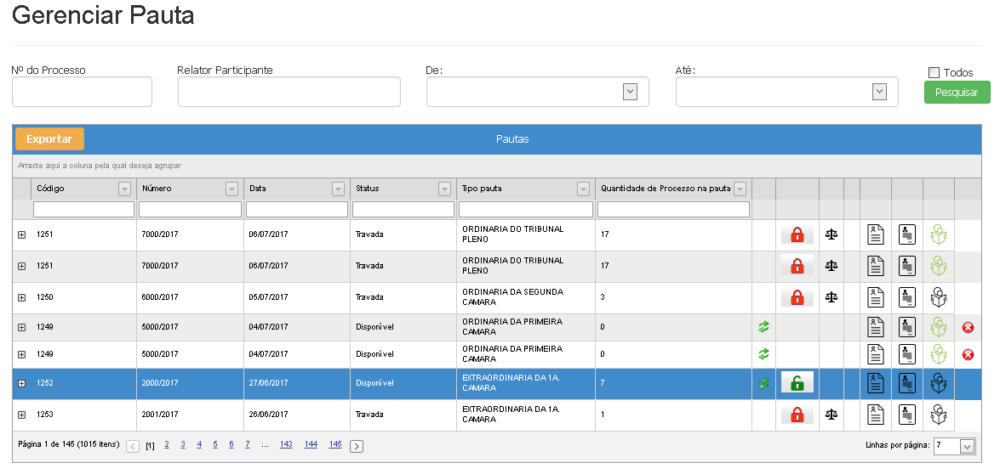 Gerenciar Pauta
Nº do Processo Relator Participante De: Até: Todos
Pesquisar
Exportar Pautas
Arraste aqui a coluna pela qual deseja agrupar
Código Número Data Status Tipo pauta Quantidade de Processo na pauta
1251 7000/2017 06/07/2017 Travada ORDINARIA DO TRIBUNAL PLENO 17
1251 7000/2017 06/07/2017 Travada ORDINARIA DO TRIBUNAL PLENO 17
1250 6000/2017 05/07/2017 Travada ORDINARIA DA SEGUNDA CAMARA 3
1249 5000/2017 04/07/2017 Disponível ORDINARIA DA PRIMEIRA CAMARA 0
1249 5000/2017 04/07/2017 Disponível ORDINARIA DA PRIMEIRA CAMARA 0
1252 2000/2017 27/06/2017 Disponível EXTRAORDINARIA DA 1A. CAMARA 7
1253 2001/2017 26/06/2017 Travada EXTRAORDINARIA DA 1A. CAMARA 1
Página 1 de 145 (1015 itens) [1] 2 3 4 5 6 7 ... 143 144 145 Linhas por página: 7